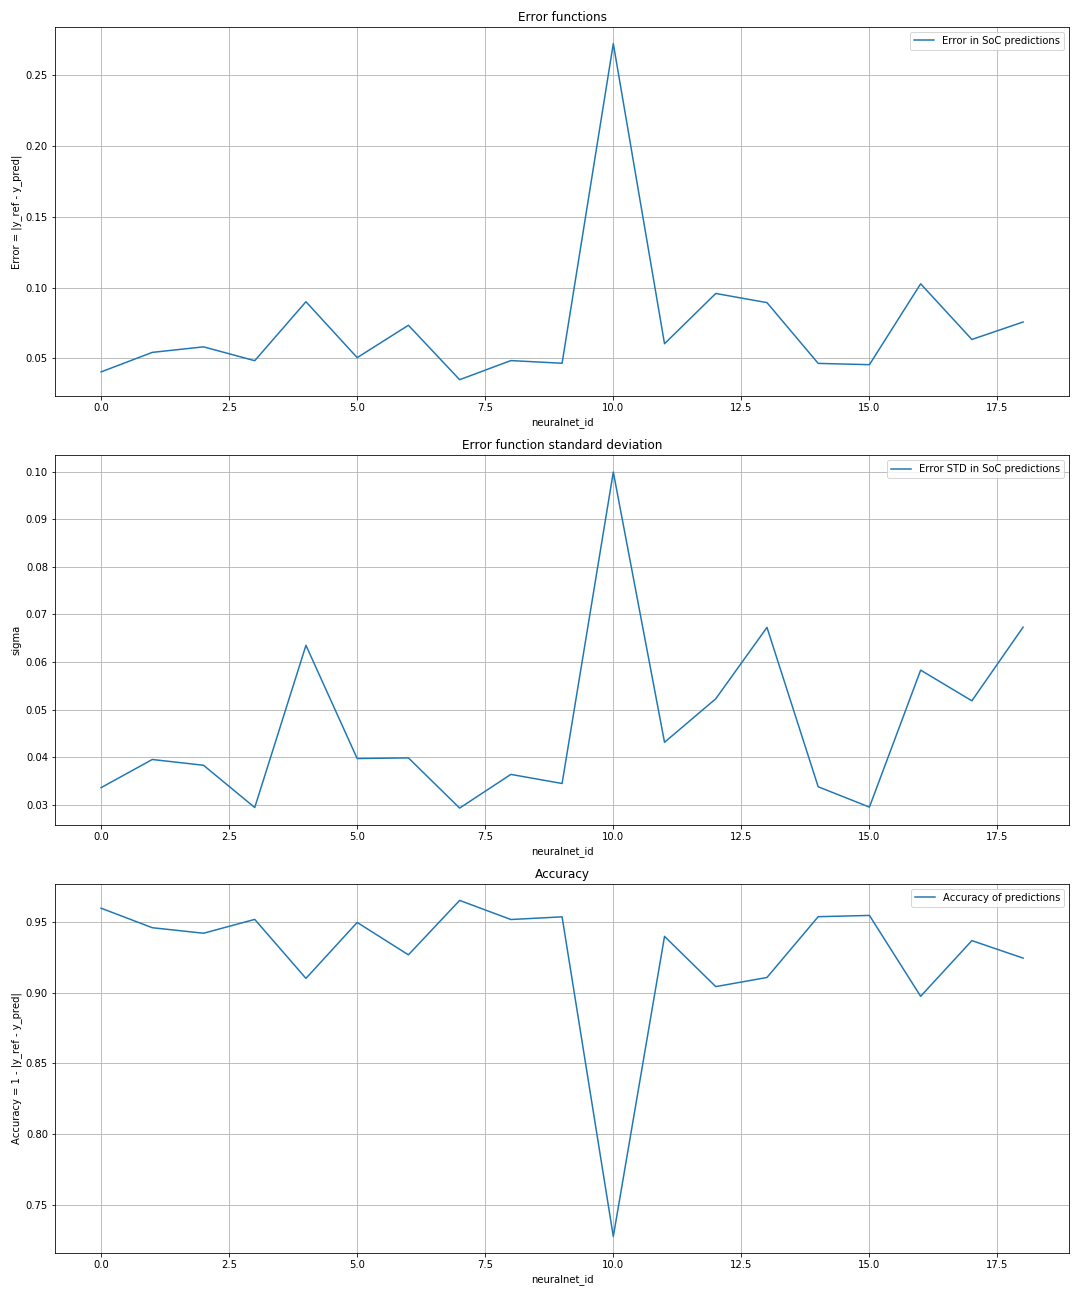 Error functions
Error in SoC predictions
0.25
0.20
0.15
0.10
0.05
Error = |y_ref - y_pred|
0.0 2.5 5.0 7.5 10.0 12.5 15.0 17.5
neuralnet_id
Error function standard deviation
Error STD in SoC predictions
0.10
0.09
0.08
0.07
0.06
0.05
0.04
0.03
sigma
0.0 2.5 5.0 7.5 10.0 12.5 15.0 17.5
neuralnet_id
Accuracy
Accuracy of predictions
0.95
0.90
0.85
0.80
0.75
Accuracy = 1 - |y_ref - y_pred|
0.0 2.5 5.0 7.5 10.0 12.5 15.0 17.5
neuralnet_id